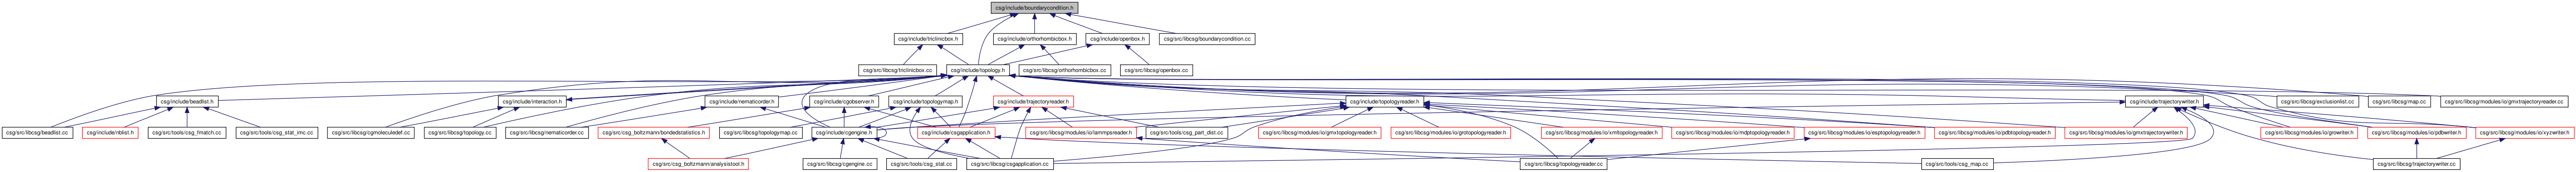 csg/include/boundarycondition.h
csg/include/triclinicbox.h
csg/include/orthorhombicbox.h
csg/include/openbox.h
csg/src/libcsg/boundarycondition.cc
csg/src/libcsg/triclinicbox.cc
csg/include/topology.h
csg/src/libcsg/orthorhombicbox.cc
csg/src/libcsg/openbox.cc
csg/include/beadlist.h
csg/include/interaction.h
csg/include/nematicorder.h
csg/include/cgobserver.h
csg/include/topologymap.h
csg/include/trajectoryreader.h
csg/include/topologyreader.h
csg/include/trajectorywriter.h
csg/src/libcsg/exclusionlist.cc
csg/src/libcsg/map.cc
csg/src/libcsg/modules/io/gmxtrajectoryreader.cc
csg/src/libcsg/beadlist.cc
csg/include/nblist.h
csg/src/tools/csg_fmatch.cc
csg/src/tools/csg_stat_imc.cc
csg/src/libcsg/cgmoleculedef.cc
csg/src/libcsg/topology.cc
csg/src/libcsg/nematicorder.cc
csg/src/csg_boltzmann/bondedstatistics.h
csg/src/libcsg/topologymap.cc
csg/include/cgengine.h
csg/include/csgapplication.h
csg/src/libcsg/modules/io/lammpsreader.h
csg/src/tools/csg_part_dist.cc
csg/src/libcsg/modules/io/gmxtopologyreader.h
csg/src/libcsg/modules/io/grotopologyreader.h
csg/src/libcsg/modules/io/xmltopologyreader.h
csg/src/libcsg/modules/io/mdptopologyreader.h
csg/src/libcsg/modules/io/esptopologyreader.h
csg/src/libcsg/modules/io/pdbtopologyreader.h
csg/src/libcsg/modules/io/gmxtrajectorywriter.h
csg/src/libcsg/modules/io/growriter.h
csg/src/libcsg/modules/io/pdbwriter.h
csg/src/libcsg/modules/io/xyzwriter.h
csg/src/csg_boltzmann/analysistool.h
csg/src/libcsg/cgengine.cc
csg/src/tools/csg_stat.cc
csg/src/libcsg/csgapplication.cc
csg/src/libcsg/topologyreader.cc
csg/src/tools/csg_map.cc
csg/src/libcsg/trajectorywriter.cc